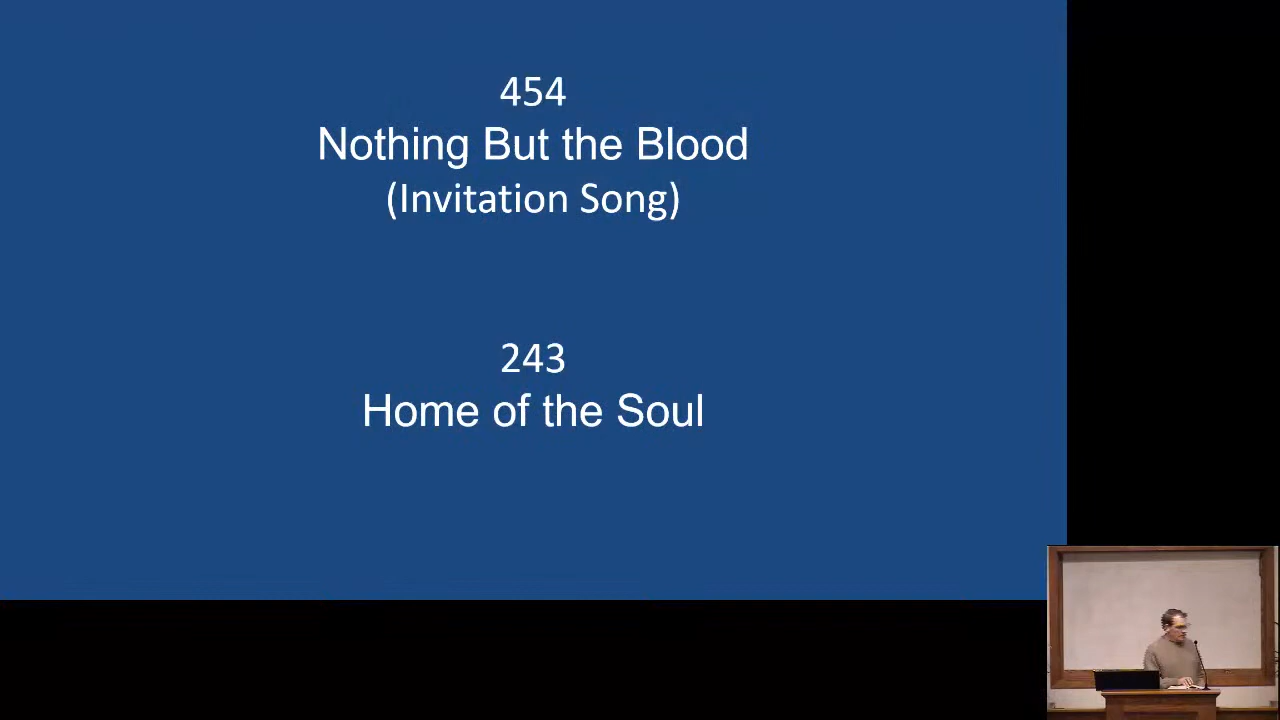 454
Nothing But the Blood
(Invitation Song)
243
Home of the Soul